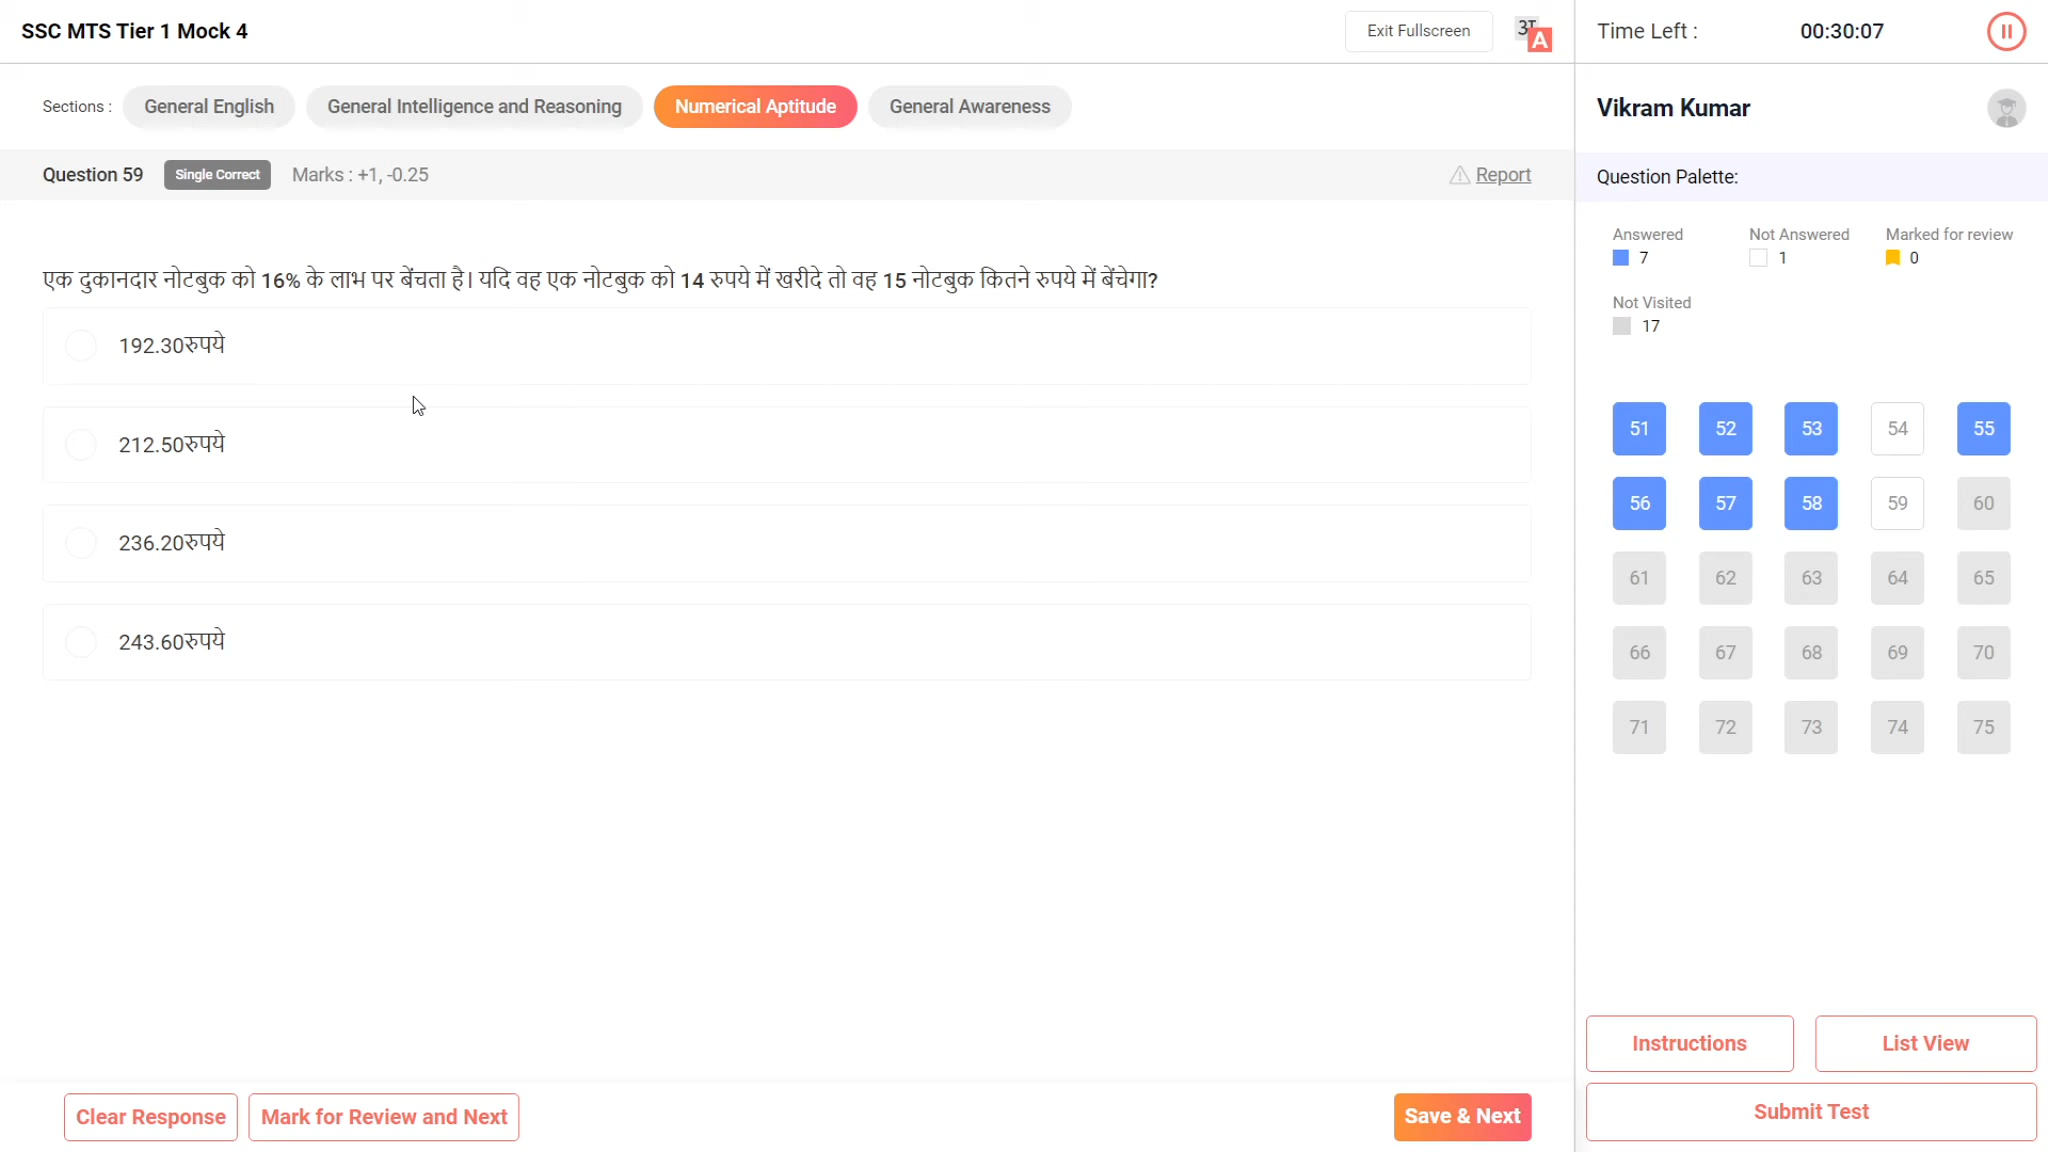 SSC MTS Tier 1 Mock 4
Exit Fullscreen
अ A
Time Left : 00:30:07
Sections : General English General Intelligence and Reasoning Numerical Aptitude General Awareness
Vikram Kumar
Question 59 Single Correct Marks : +1, -0.25 Report
Question Palette:
Answered 7
Not Answered 1
Marked for review 0
Not Visited 17
एक दुकानदार नोटबुक को 16% के लाभ पर बेंचता है। यदि वह एक नोटबुक को 14 रुपये में खरीदे तो वह 15 नोटबुक कितने रुपये में बेंचेगा?
192.30रुपये
212.50रुपये
236.20रुपये
243.60रुपये
51 52 53 54 55
56 57 58 59 60
61 62 63 64 65
66 67 68 69 70
71 72 73 74 75
Instructions List View
Clear Response Mark for Review and Next Save & Next
Submit Test